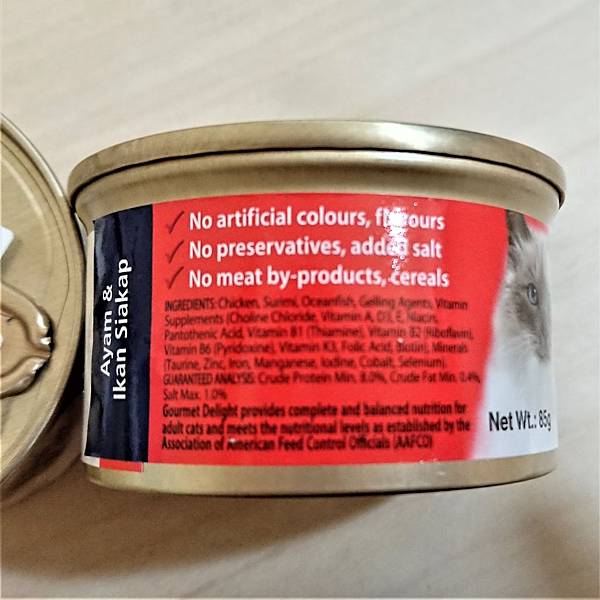 Ayam &
Ikan Siakap
No artificial colours, flavours
No preservatives, added salt
No meat by-products, cereals
INGREDIENTS: Chicken, Surimi, Oceanfish, Gelling Agents, Vitamin
Supplements (Choline Chloride, Vitamin A, D3, E, Niacin,
Pantothenic Acid, Vitamin B1 (Thiamine), Vitamin B2 (Riboflavin),
Vitamin B6 (Pyridoxine), Vitamin K3, Folic Acid, Biotin), Minerals
(Taurine, Zinc, Iron, Manganese, Iodine, Cobalt, Selenium).
GUARANTEED ANALYSIS: Crude Protein Min. 8.0%, Crude Fat Min. 0.4%,
Salt Max. 1.0%
Gourmet Delight provides complete and balanced nutrition for
adult cats and meets the nutritional levels as established by the
Association of American Feed Control Officials (AAFCO)
Net Wt.: 85g